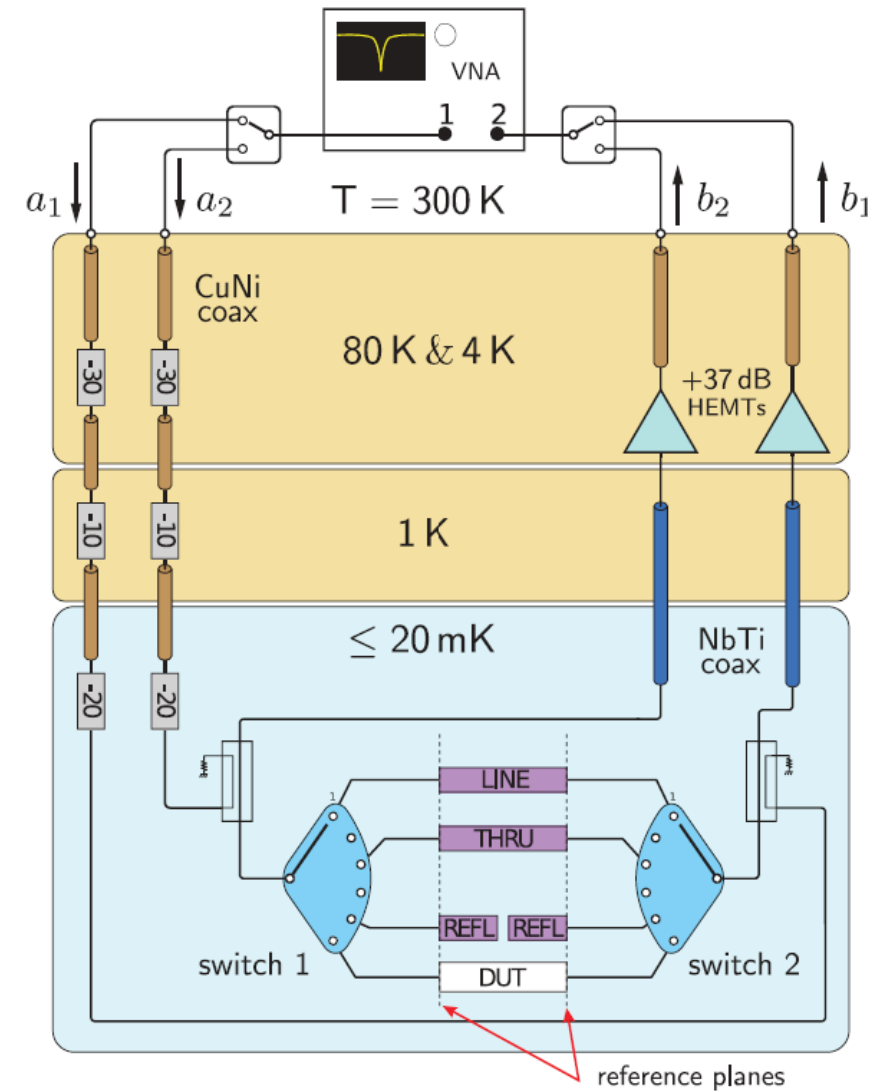 VNA
1 2
a₁
a₂
T = 300 K
b₂
b₁
CuNi
coax
80 K & 4 K
+37 dB
HEMTs
-30
-30
-10
-10
1 K
-20
-20
≤ 20 mK
NbTi
coax
1
LINE
1
THRU
REFL REFL
switch 1
DUT
switch 2
reference planes